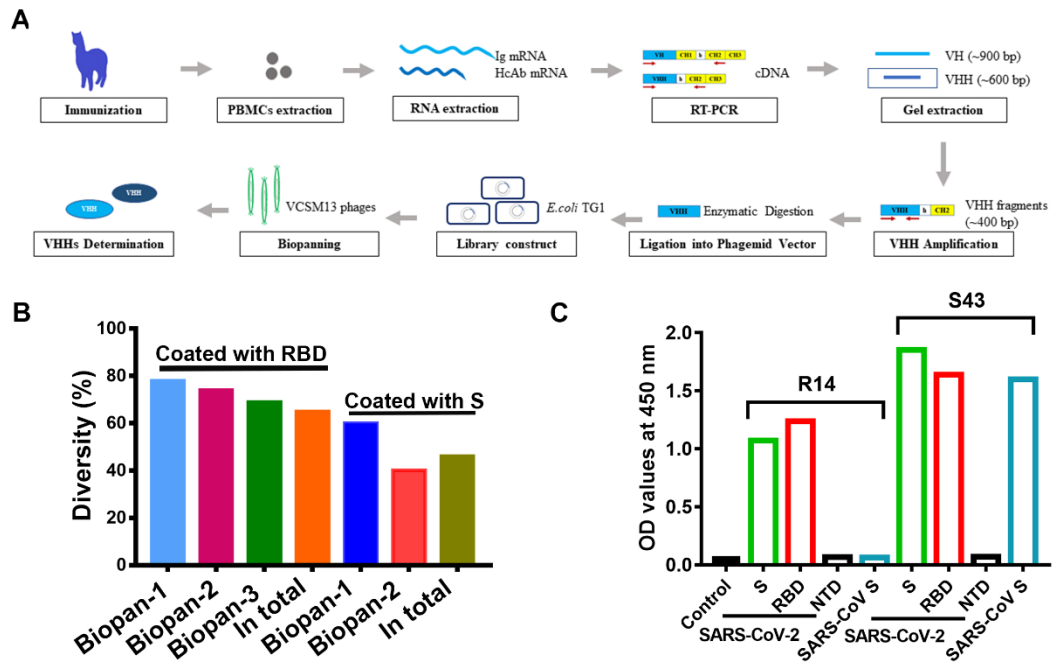 A
Ig mRNA
HcAb mRNA
VH CH1 h CH2 CH3
VHH h CH2 CH3
cDNA
VH (~900 bp)
VHH (~600 bp)
Immunization
PBMCs extraction
RNA extraction
RT-PCR
Gel extraction
VHH
VHH
VCSM13 phages
E.coli TG1
VHH Enzymatic Digestion
VHH h CH2
VHH fragments
(~400 bp)
VHHs Determination
Biopanning
Library construct
Ligation into Phagemid Vector
VHH Amplification
B
Diversity (%)
100
80
60
40
20
0
Coated with RBD
Coated with S
Biopan-1
Biopan-2
Biopan-3
In total
Biopan-1
Biopan-2
In total
C
OD values at 450 nm
2.0
1.5
1.0
0.5
0.0
R14
S43
Control
S
RBD
NTD
SARS-CoV S
S
RBD
NTD
SARS-CoV S
SARS-CoV-2
SARS-CoV-2